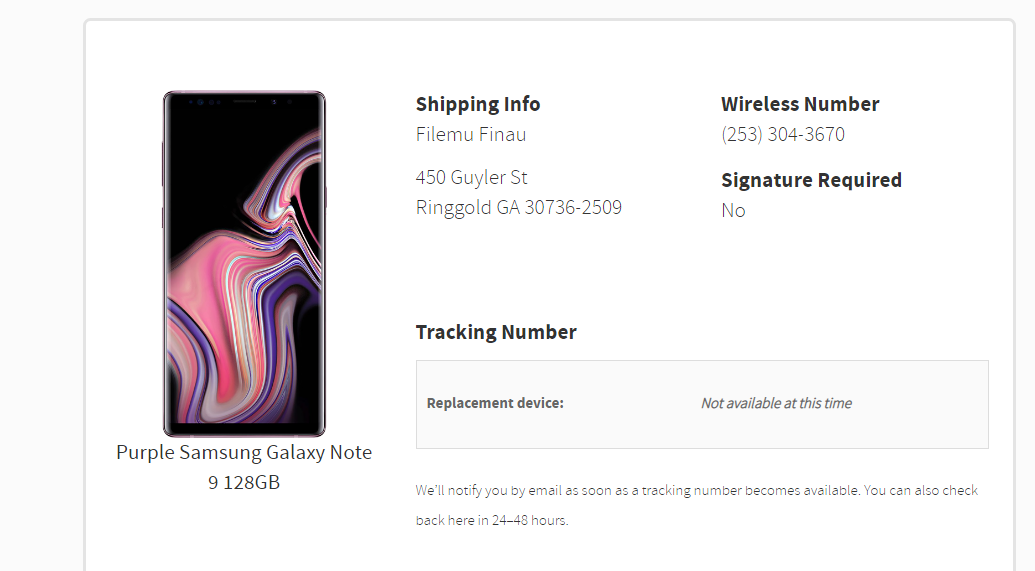 Shipping Info
Filemu Finau
450 Guyler St
Ringgold GA 30736-2509
Wireless Number
(253) 304-3670
Signature Required
No
Tracking Number
Replacement device: Not available at this time
We’ll notify you by email as soon as a tracking number becomes available. You can also check
back here in 24–48 hours.
Purple Samsung Galaxy Note
9 128GB